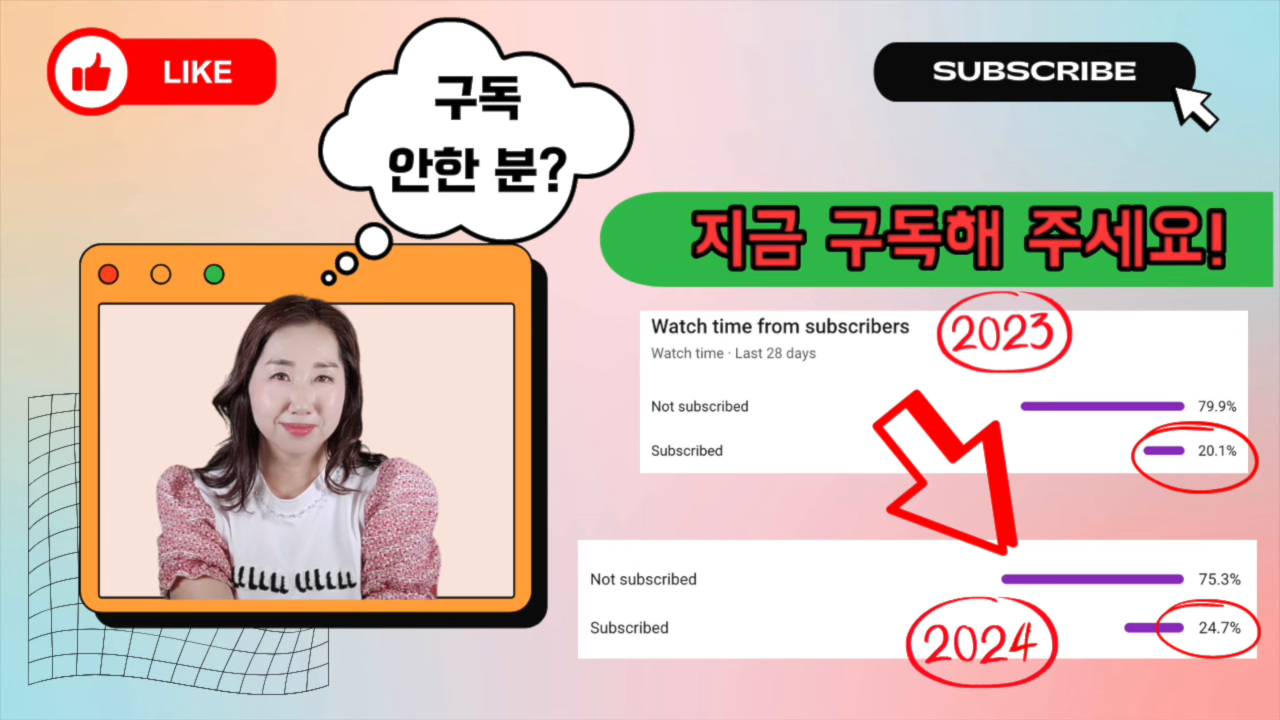 LIKE
SUBSCRIBE
구독
안한 분?
지금 구독해 주세요!
Watch time from subscribers
2023
Watch time · Last 28 days
Not subscribed 79.9%
Subscribed 20.1%
Not subscribed 75.3%
Subscribed 24.7%
2024